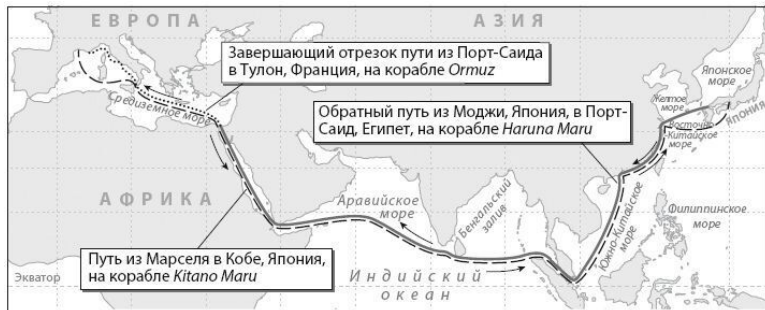 ЕВРОПА
АЗИЯ
Завершающий отрезок пути из Порт-Саида
в Тулон, Франция, на корабле Ormuz
Средиземное море
Обратный путь из Моджи, Япония, в Порт-
Саид, Египет, на корабле Haruna Maru
Японское
море
Желтое
море
ЯПОНИЯ
Восточно-
Китайское
море
АФРИКА
Аравийское
море
Бенгальский
залив
Южно-Китайское
море
Филиппинское
море
Путь из Марселя в Кобе, Япония,
на корабле Kitano Maru
Экватор
Индийский
океан